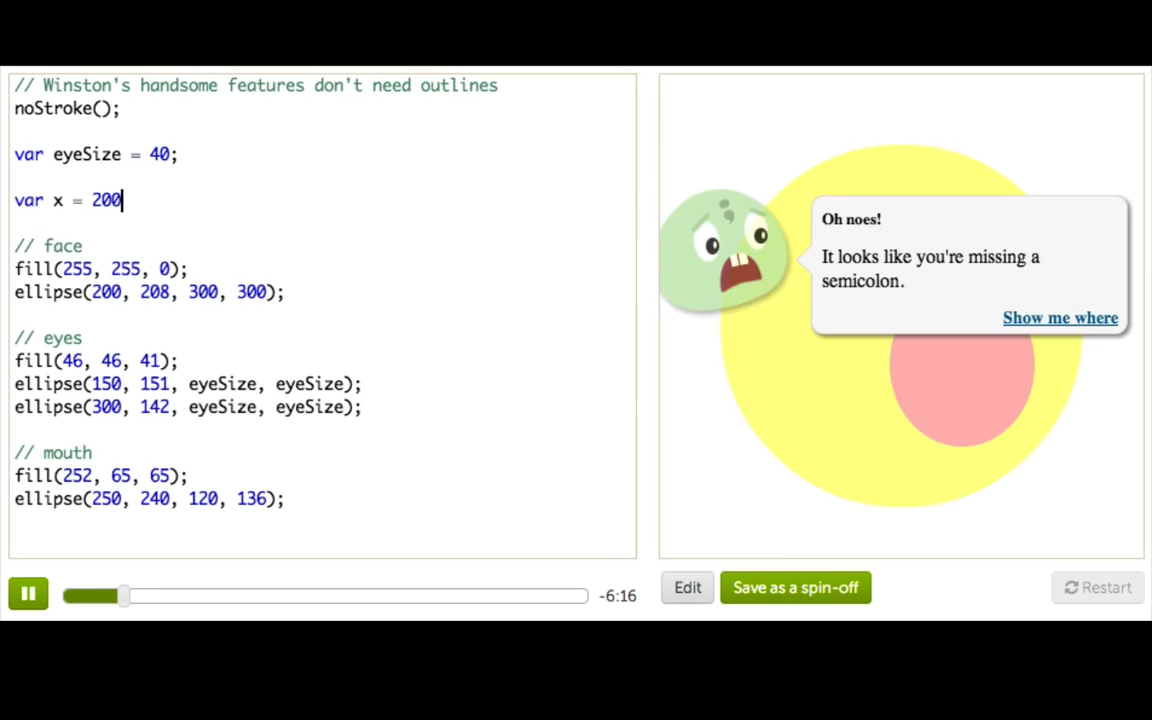 // Winston's handsome features don't need outlines
noStroke();
var eyeSize = 40;
var x = 200
// face
fill(255, 255, 0);
ellipse(200, 208, 300, 300);
// eyes
fill(46, 46, 41);
ellipse(150, 151, eyeSize, eyeSize);
ellipse(300, 142, eyeSize, eyeSize);
// mouth
fill(252, 65, 65);
ellipse(250, 240, 120, 136);
Oh noes!
It looks like you're missing a
semicolon.
Show me where
-6:16
Edit
Save as a spin-off
Restart